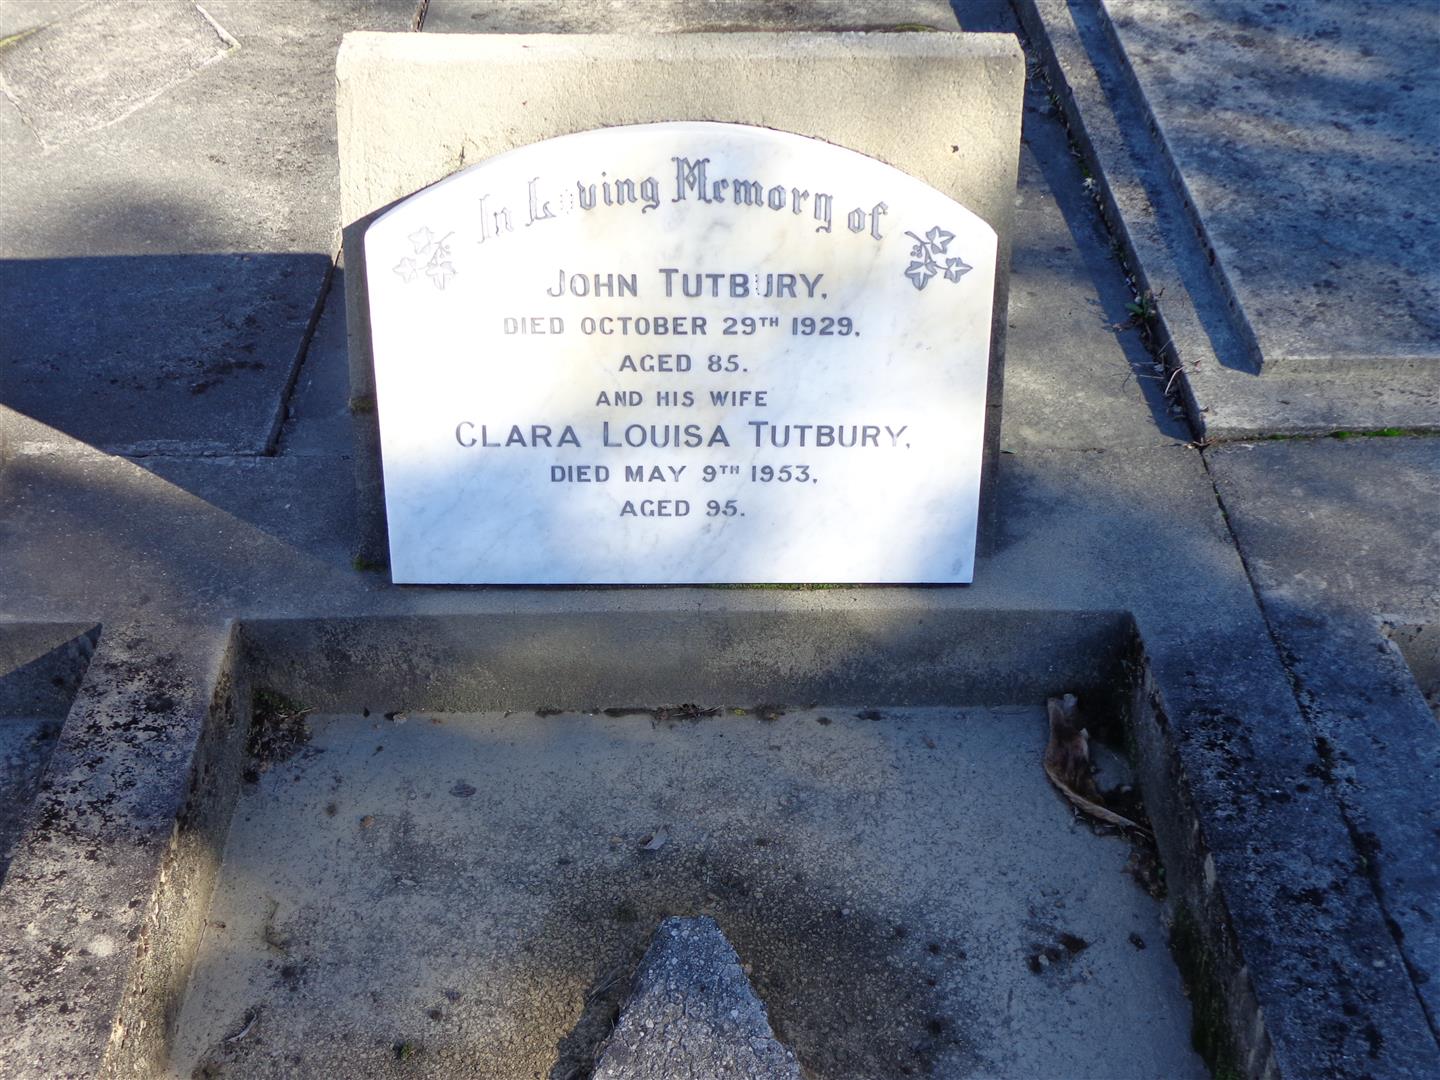 In Loving Memory of
JOHN TUTBURY,
DIED OCTOBER 29TH 1929,
AGED 85.
AND HIS WIFE
CLARA LOUISA TUTBURY,
DIED MAY 9TH 1953,
AGED 95.